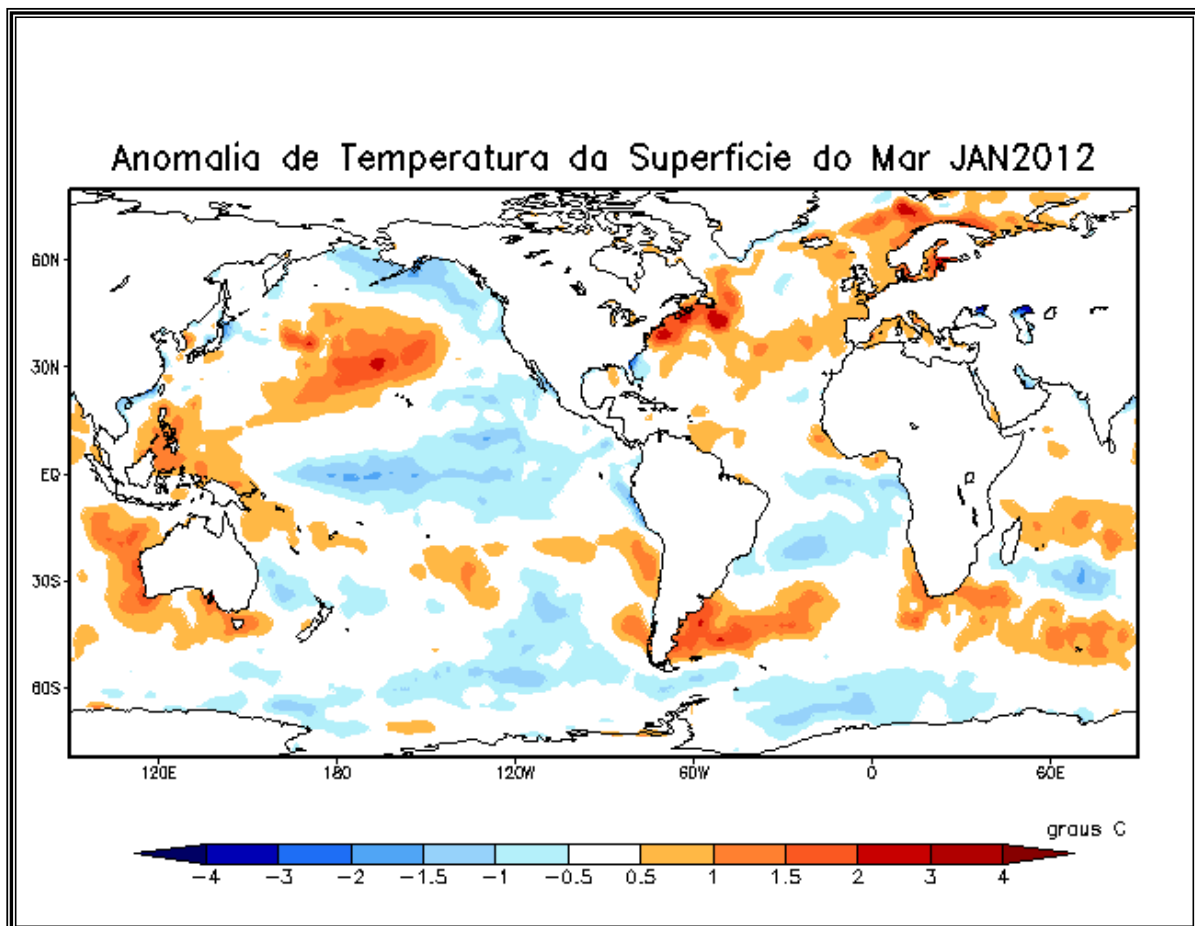 Anomalia de Temperatura da Superficie do Mar JAN2012
60N
30N
EQ
30S
60S
120E 180 120W 60W 0 60E
graus C
-4 -3 -2 -1.5 -1 -0.5 0.5 1 1.5 2 3 4